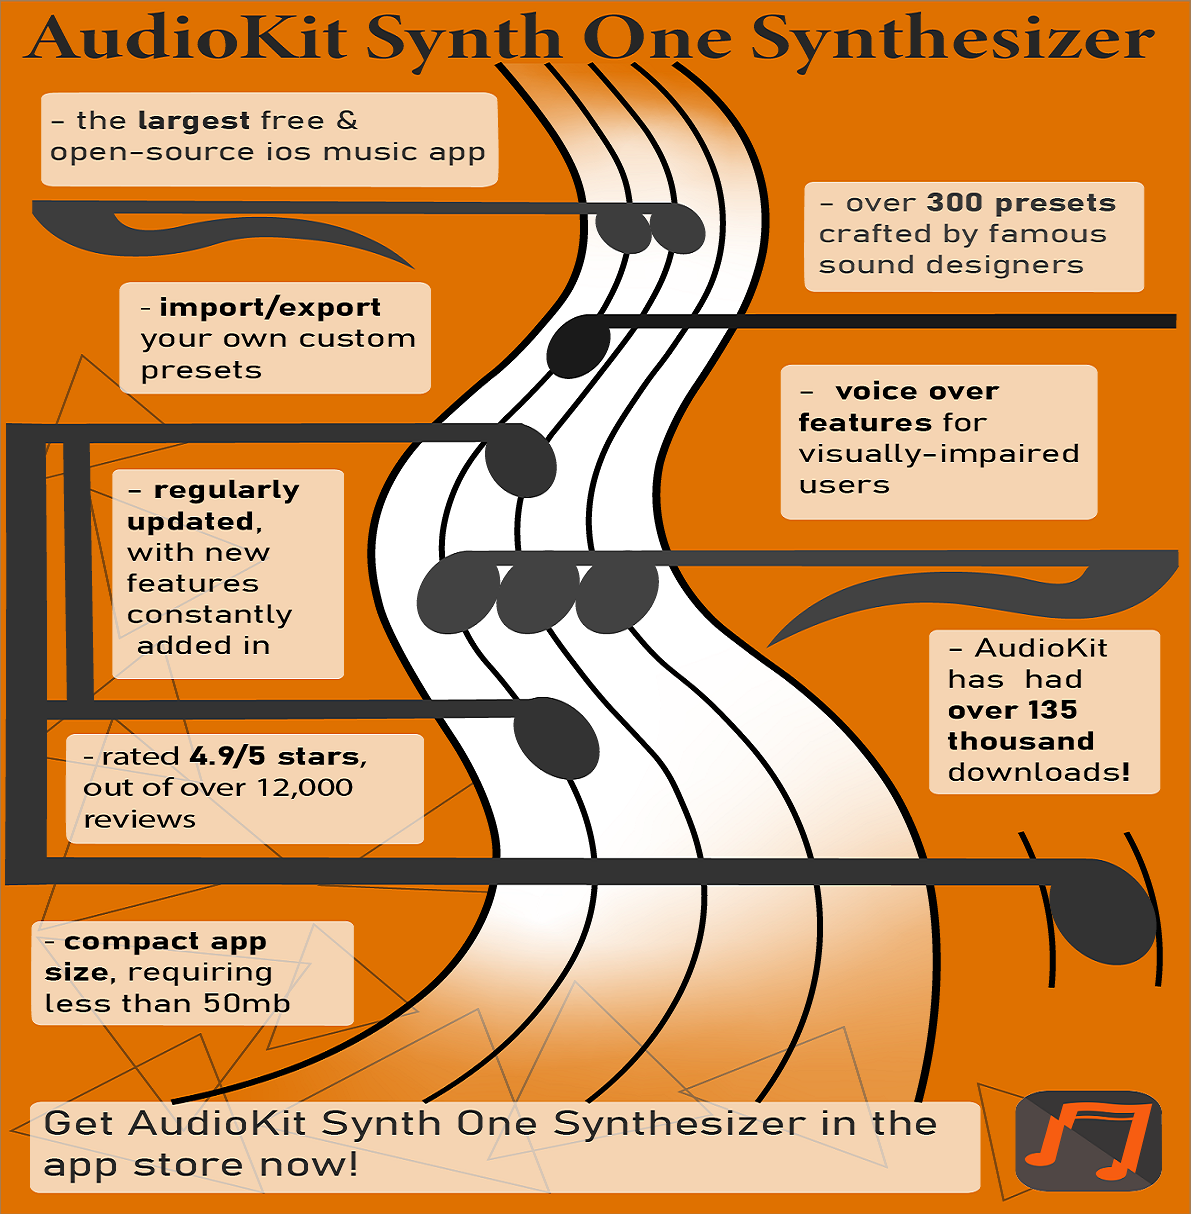 AudioKit Synth One Synthesizer
- the largest free &
open-source ios music app
- over 300 presets
crafted by famous
sound designers
- import/export
your own custom
presets
- voice over
features for
visually-impaired
users
- regularly
updated,
with new
features
constantly
added in
- AudioKit
has had
over 135
thousand
downloads!
- rated 4.9/5 stars,
out of over 12,000
reviews
- compact app
size, requiring
less than 50mb
Get AudioKit Synth One Synthesizer in the
app store now!